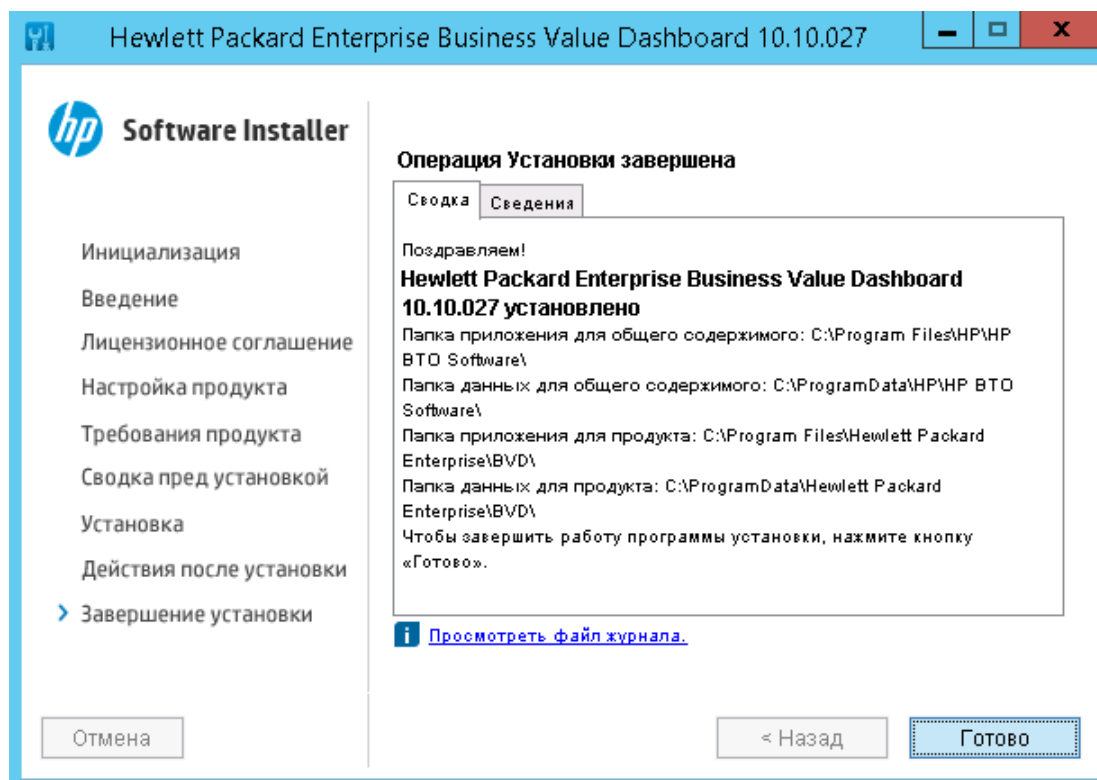 Hewlett Packard Enterprise Business Value Dashboard 10.10.027
hp Software Installer
Инициализация
Введение
Лицензионное соглашение
Настройка продукта
Требования продукта
Сводка пред установкой
Установка
Действия после установки
Завершение установки
Операция Установки завершена
Сводка Сведения
Поздравляем!
Hewlett Packard Enterprise Business Value Dashboard
10.10.027 установлено
Папка приложения для общего содержимого: C:\Program Files\HP\HP
BTO Software\
Папка данных для общего содержимого: C:\ProgramData\HP\HP BTO
Software\
Папка приложения для продукта: C:\Program Files\Hewlett Packard
Enterprise\BVD\
Папка данных для продукта: C:\ProgramData\Hewlett Packard
Enterprise\BVD\
Чтобы завершить работу программы установки, нажмите кнопку
«Готово».
Просмотреть файл журнала.
Отмена < Назад Готово